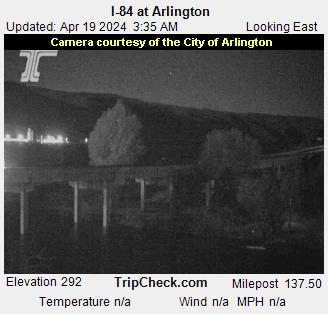 I-84 at Arlington
Updated: Apr 19 2024 3:35 AM Looking East
Camera courtesy of the City of Arlington
Elevation 292 TripCheck.com Milepost 137.50
Temperature n/a Wind n/a MPH n/a